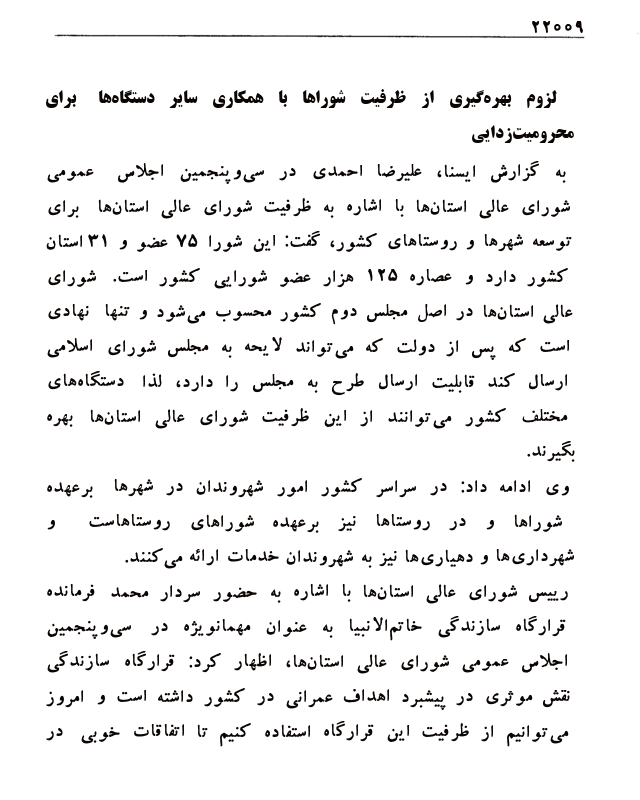 ۲۲۰۰۹
لزوم بهره‌گیری از ظرفیت شوراها با همکاری سایر دستگاه‌ها برای
محرومیت‌زدایی
به گزارش ایسنا، علیرضا احمدی در سی‌وپنجمین اجلاس عمومی
شورای عالی استان‌ها با اشاره به ظرفیت شورای عالی استان‌ها برای
توسعه شهرها و روستاهای کشور، گفت: این شورا ۷۵ عضو و ۳۱ استان
کشور دارد و عصاره ۱۲۵ هزار عضو شورایی کشور است. شورای
عالی استان‌ها در اصل مجلس دوم کشور محسوب می‌شود و تنها نهادی
است که پس از دولت که می‌تواند لایحه به مجلس شورای اسلامی
ارسال کند قابلیت ارسال طرح به مجلس را دارد، لذا دستگاه‌های
مختلف کشور می‌توانند از این ظرفیت شورای عالی استان‌ها بهره
بگیرند.
وی ادامه داد: در سراسر کشور امور شهروندان در شهرها برعهده
شوراها و در روستاها نیز برعهده شوراهای روستاهاست و
شهرداری‌ها و دهیاری‌ها نیز به شهروندان خدمات ارائه می‌کنند.
رییس شورای عالی استان‌ها با اشاره به حضور سردار محمد فرمانده
قرارگاه سازندگی خاتم‌الانبیا به عنوان مهمانویژه در سی‌وپنجمین
اجلاس عمومی شورای عالی استان‌ها، اظهار کرد: قرارگاه سازندگی
نقش موثری در پیشبرد اهداف عمرانی در کشور داشته است و امروز
می‌توانیم از ظرفیت این قرارگاه استفاده کنیم تا اتفاقات خوبی در